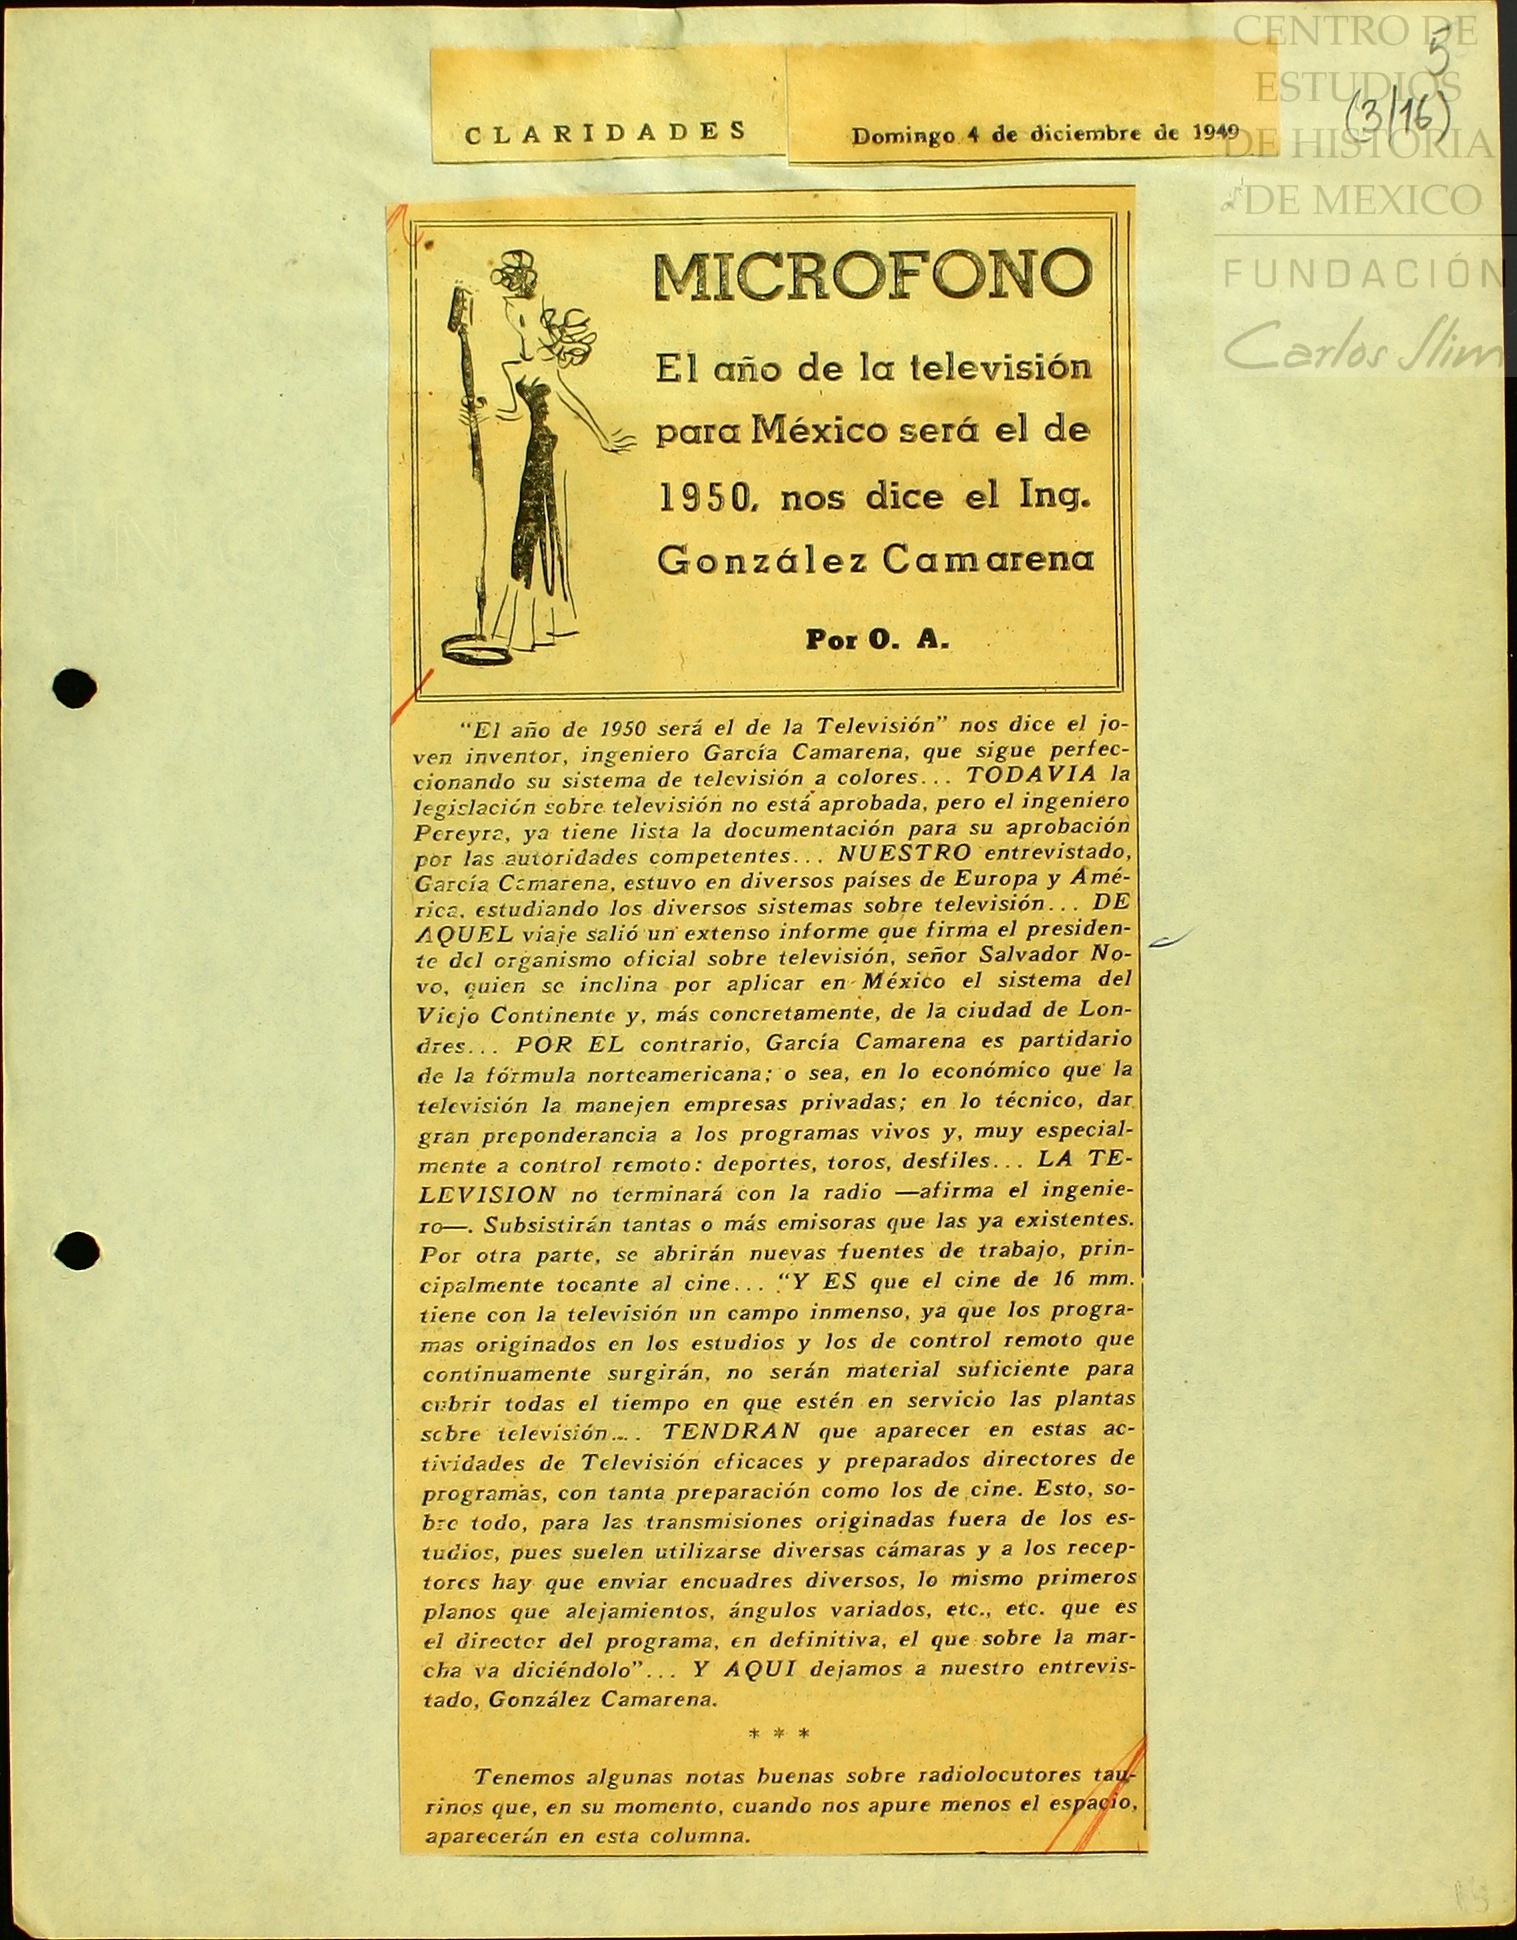 CENTRO DE
ESTUDIOS
DE HISTORIA
DE MEXICO
FUNDACIÓN
Carlos Slim
5
(3/16)
CLARIDADES
Domingo 4 de diciembre de 1949
MICROFONO
El año de la televisión
para México será el de
1950, nos dice el Ing.
González Camarena
Por O. A.
"El año de 1950 será el de la Televisión" nos dice el jo-
ven inventor, ingeniero García Camarena, que sigue perfec-
cionando su sistema de televisión a colores... TODAVIA la
legislación sobre televisión no está aprobada, pero el ingeniero
Pereyra, ya tiene lista la documentación para su aprobación
por las autoridades competentes... NUESTRO entrevistado,
García Camarena, estuvo en diversos países de Europa y Amé-
rica, estudiando los diversos sistemas sobre televisión... DE
AQUEL viaje salió un extenso informe que firma el presiden-
te del organismo oficial sobre televisión, señor Salvador No-
vo, quien se inclina por aplicar en México el sistema del
Viejo Continente y, más concretamente, de la ciudad de Lon-
dres... POR EL contrario, García Camarena es partidario
de la fórmula norteamericana; o sea, en lo económico que la
televisión la manejen empresas privadas; en lo técnico, dar
gran preponderancia a los programas vivos y, muy especial-
mente a control remoto: deportes, toros, desfiles... LA TE-
LEVISION no terminará con la radio —afirma el ingenie-
ro—. Subsistirán tantas o más emisoras que las ya existentes.
Por otra parte, se abrirán nuevas fuentes de trabajo, prin-
cipalmente tocante al cine... "Y ES que el cine de 16 mm.
tiene con la televisión un campo inmenso, ya que los progra-
mas originados en los estudios y los de control remoto que
continuamente surgirán, no serán material suficiente para
cubrir todas el tiempo en que estén en servicio las plantas
sobre televisión... TENDRAN que aparecer en estas ac-
tividades de Televisión eficaces y preparados directores de
programas, con tanta preparación como los de cine. Esto, so-
bre todo, para las transmisiones originadas fuera de los es-
tudios, pues suelen utilizarse diversas cámaras y a los recep-
tores hay que enviar encuadres diversos, lo mismo primeros
planos que alejamientos, ángulos variados, etc., etc. que es
el director del programa, en definitiva, el que sobre la mar-
cha va diciéndolo"... Y AQUI dejamos a nuestro entrevis-
tado, González Camarena.
* * *
Tenemos algunas notas buenas sobre radiolocutores tau-
rinos que, en su momento, cuando nos apure menos el espacio,
aparecerán en esta columna.